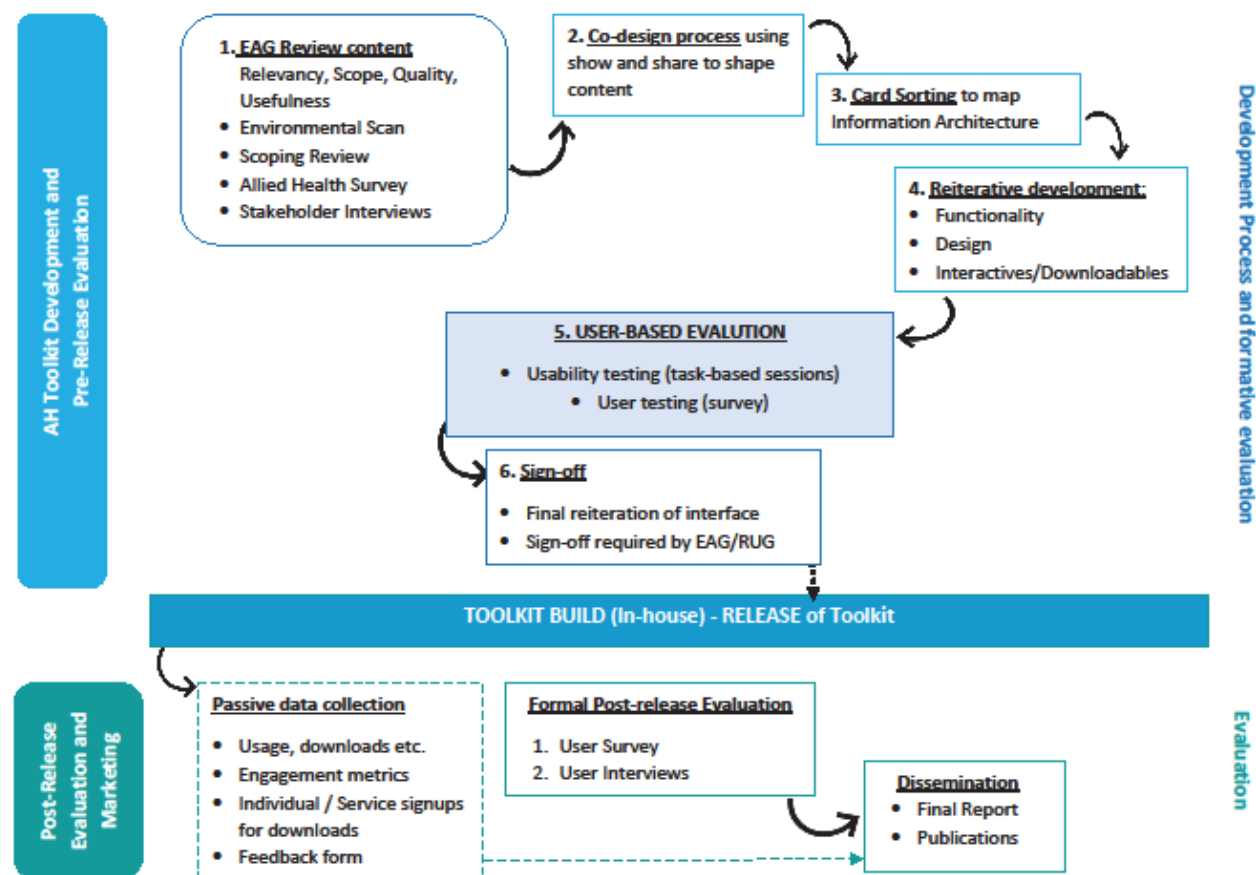 AH Toolkit Development and
Pre-Release Evaluation
1. EAG Review content
Relevancy, Scope, Quality,
Usefulness
• Environmental Scan
• Scoping Review
• Allied Health Survey
• Stakeholder Interviews
2. Co-design process using
show and share to shape
content
3. Card Sorting to map
Information Architecture
4. Reiterative development:
• Functionality
• Design
• Interactives/Downloadables
5. USER-BASED EVALUTION
• Usability testing (task-based sessions)
• User testing (survey)
6. Sign-off
• Final reiteration of interface
• Sign-off required by EAG/RUG
Development Process and formative evaluation
TOOLKIT BUILD (In-house) - RELEASE of Toolkit
Post-Release
Evaluation and
Marketing
Passive data collection
• Usage, downloads etc.
• Engagement metrics
• Individual / Service signups
for downloads
• Feedback form
Formal Post-release Evaluation
1. User Survey
2. User Interviews
Dissemination
• Final Report
• Publications
Evaluation